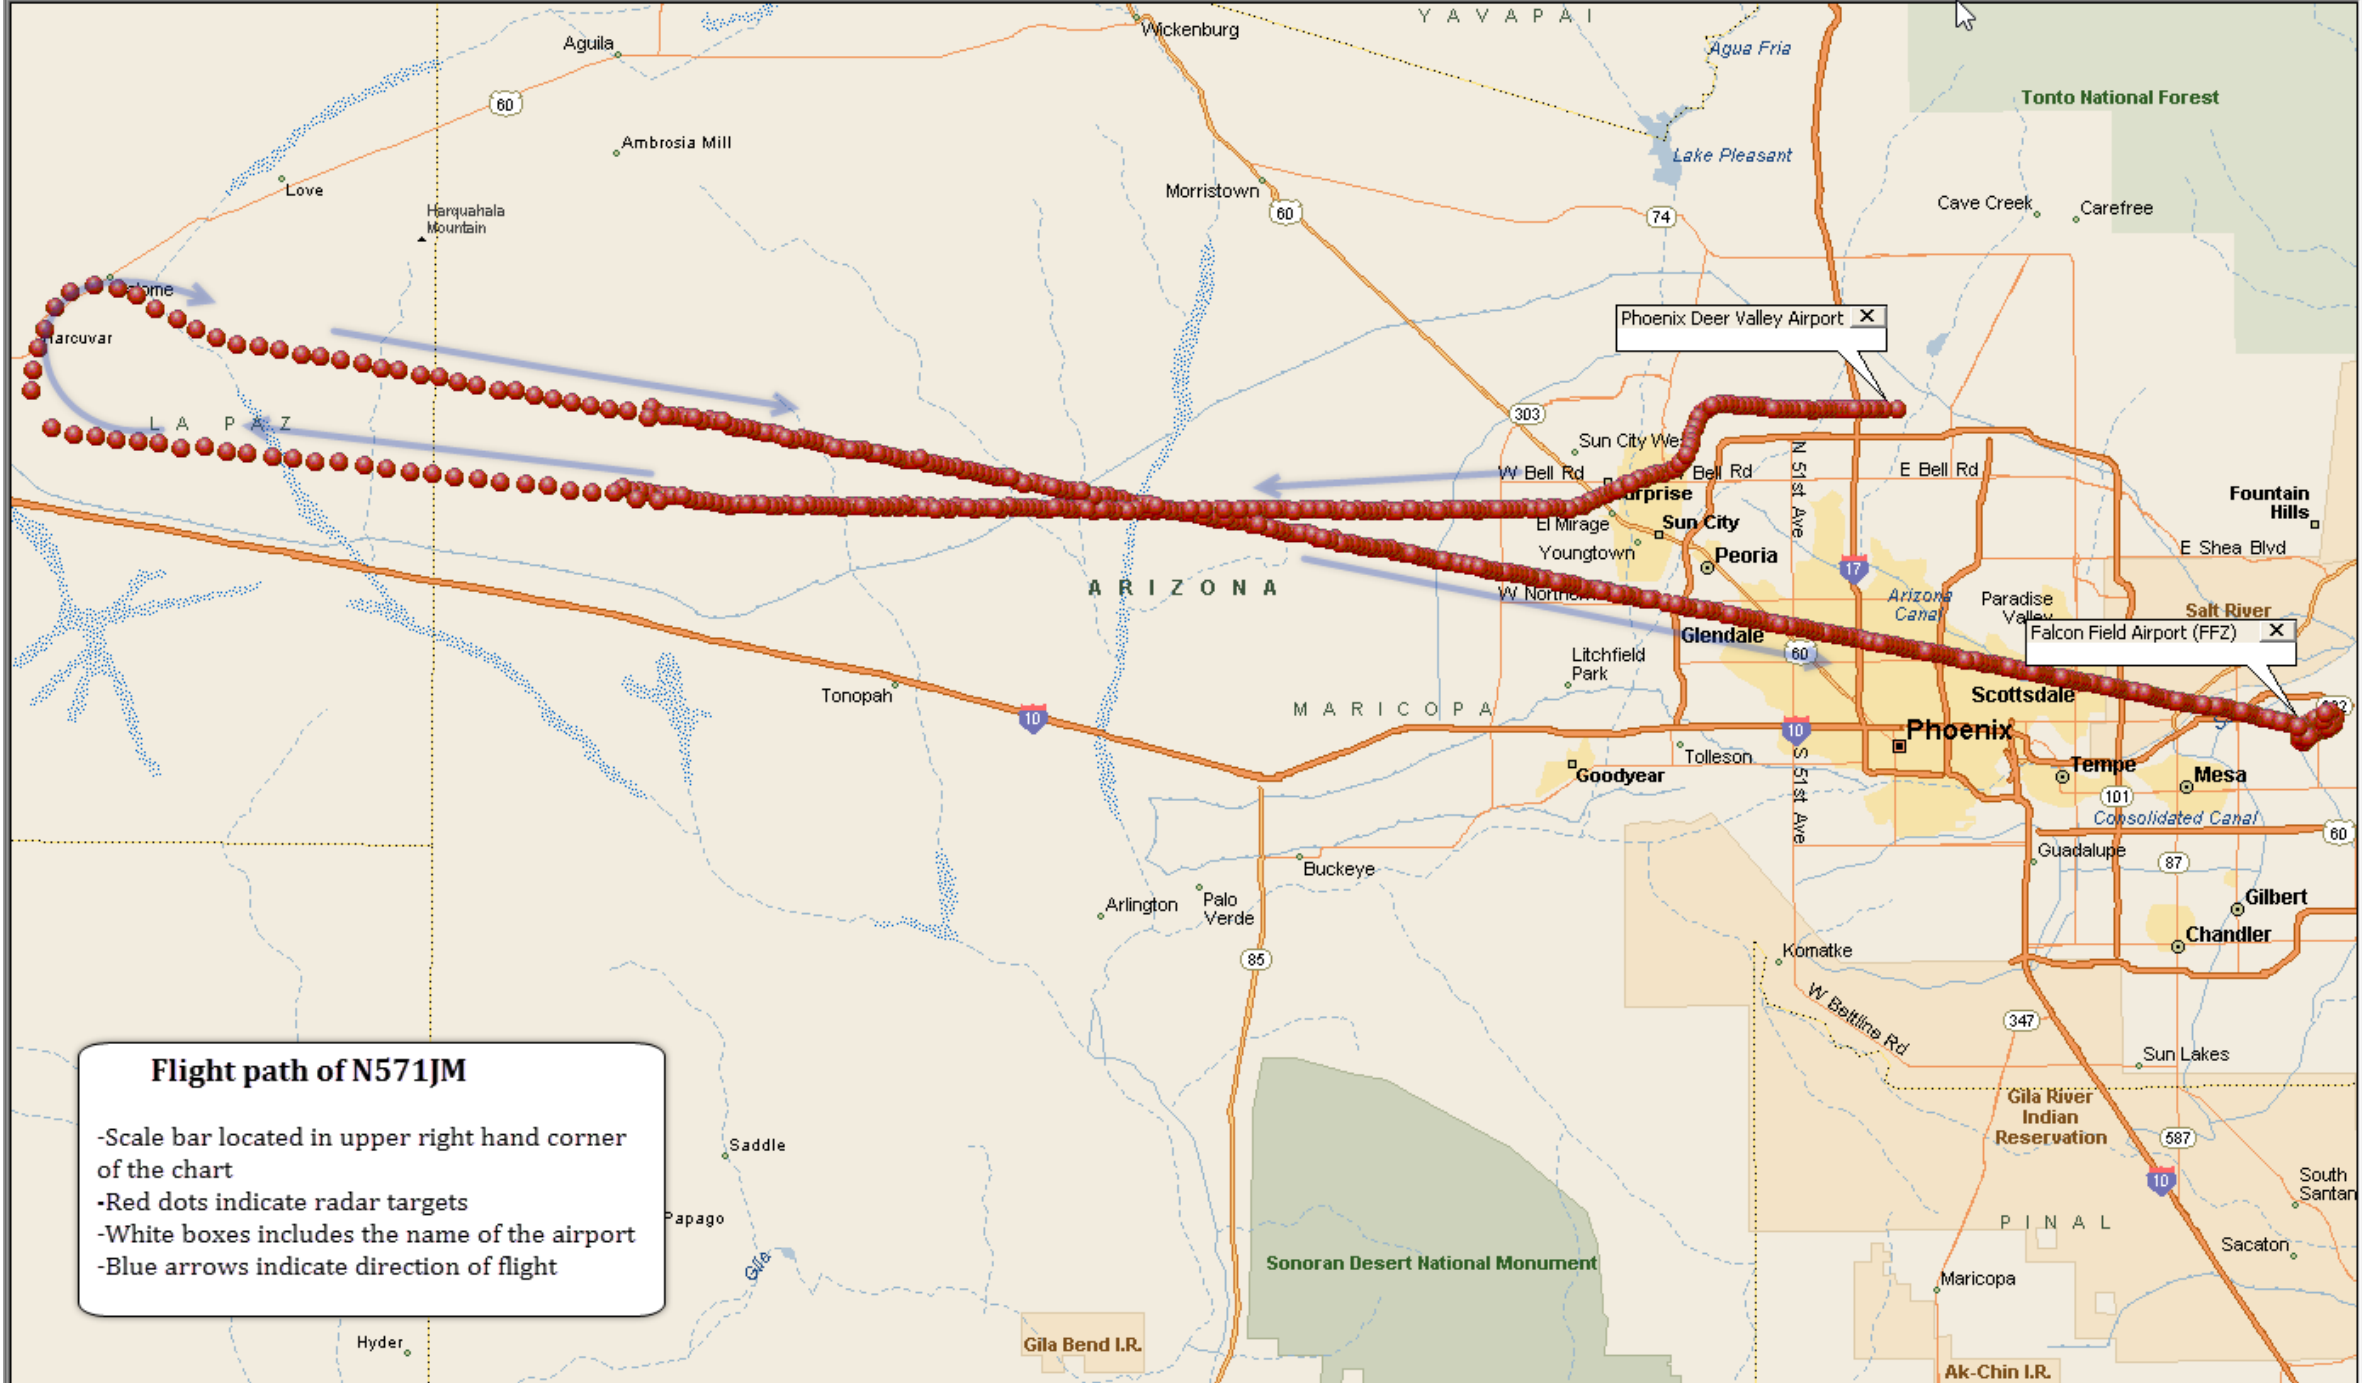 YAVAPAI
Wickenburg
Aguila
Agua Fria
60
Tonto National Forest
Ambrosia Mill
Lake Pleasant
Love
Morristown
Harquahala
Mountain
60
74
Cave Creek
Carefree
Phoenix Deer Valley Airport
303
LA PAZ
Sun City
W Bell Rd
Bell Rd
E Bell Rd
N 51st Ave
Fountain
Hills
El Mirage
Sun City
Youngtown
Peoria
E Shea Blvd
17
ARIZONA
Arizona
Canal
Paradise
Salt River
Falcon Field Airport (FFZ)
Glendale
60
Litchfield
Park
Tonopah
10
MARICOPA
Scottsdale
10
Phoenix
Tolleson
Goodyear
S 51st Ave
Tempe
Mesa
101
Consolidated Canal
60
Guadalupe
87
Buckeye
Arlington
Palo
Verde
Gilbert
Chandler
85
Komatke
W Beltline Rd
347
Sun Lakes
Flight path of N571JM
-Scale bar located in upper right hand corner
of the chart
-Red dots indicate radar targets
-White boxes includes the name of the airport
-Blue arrows indicate direction of flight
Saddle
Papago
Gila
Hyder
Gila River
Indian
Reservation
587
10
South
Santan
PINAL
Sacaton
Sonoran Desert National Monument
Maricopa
Gila Bend I.R.
Ak-Chin I.R.